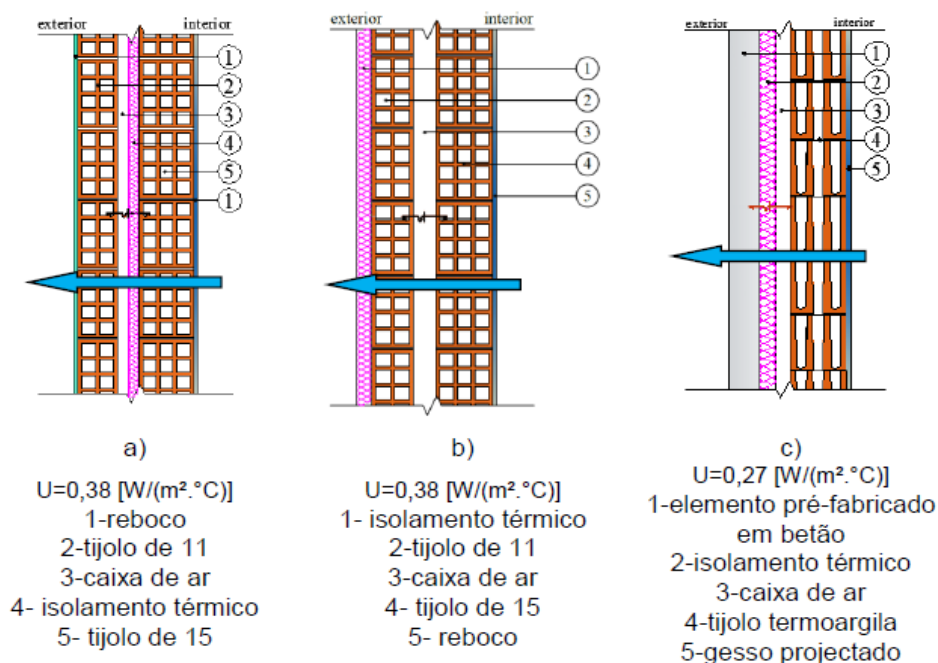 exterior interior
1
2
3
4
5
1
a)
U=0,38 [W/(m².°C)]
1-reboco
2-tijolo de 11
3-caixa de ar
4- isolamento térmico
5- tijolo de 15
exterior interior
1
2
3
4
5
b)
U=0,38 [W/(m².°C)]
1- isolamento térmico
2-tijolo de 11
3-caixa de ar
4- tijolo de 15
5- reboco
exterior interior
1
2
3
4
5
c)
U=0,27 [W/(m².°C)]
1-elemento pré-fabricado
em betão
2-isolamento térmico
3-caixa de ar
4-tijolo termoargila
5-gesso projectado